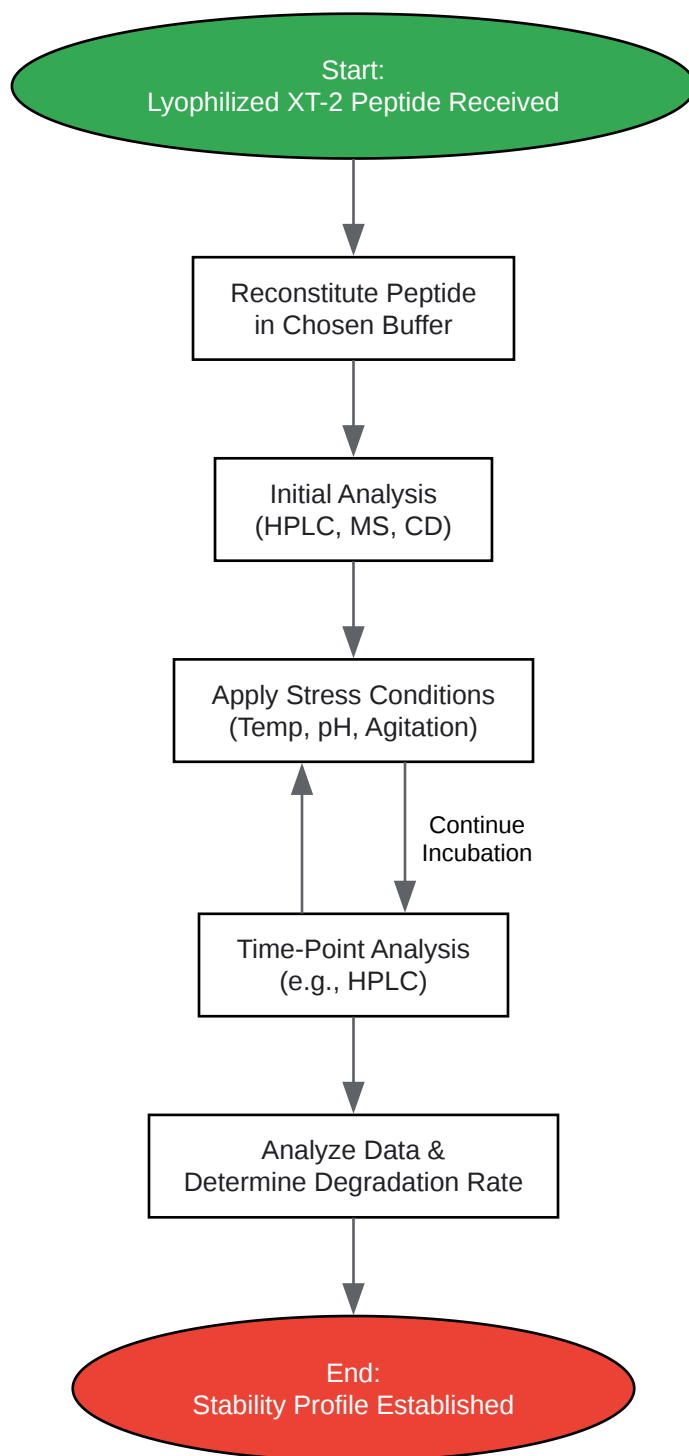 Start:
Lyophilized XT-2 Peptide Received
Reconstitute Peptide
in Chosen Buffer
Initial Analysis
(HPLC, MS, CD)
Apply Stress Conditions
(Temp, pH, Agitation)
Continue
Incubation
Time-Point Analysis
(e.g., HPLC)
Analyze Data &
Determine Degradation Rate
End:
Stability Profile Established